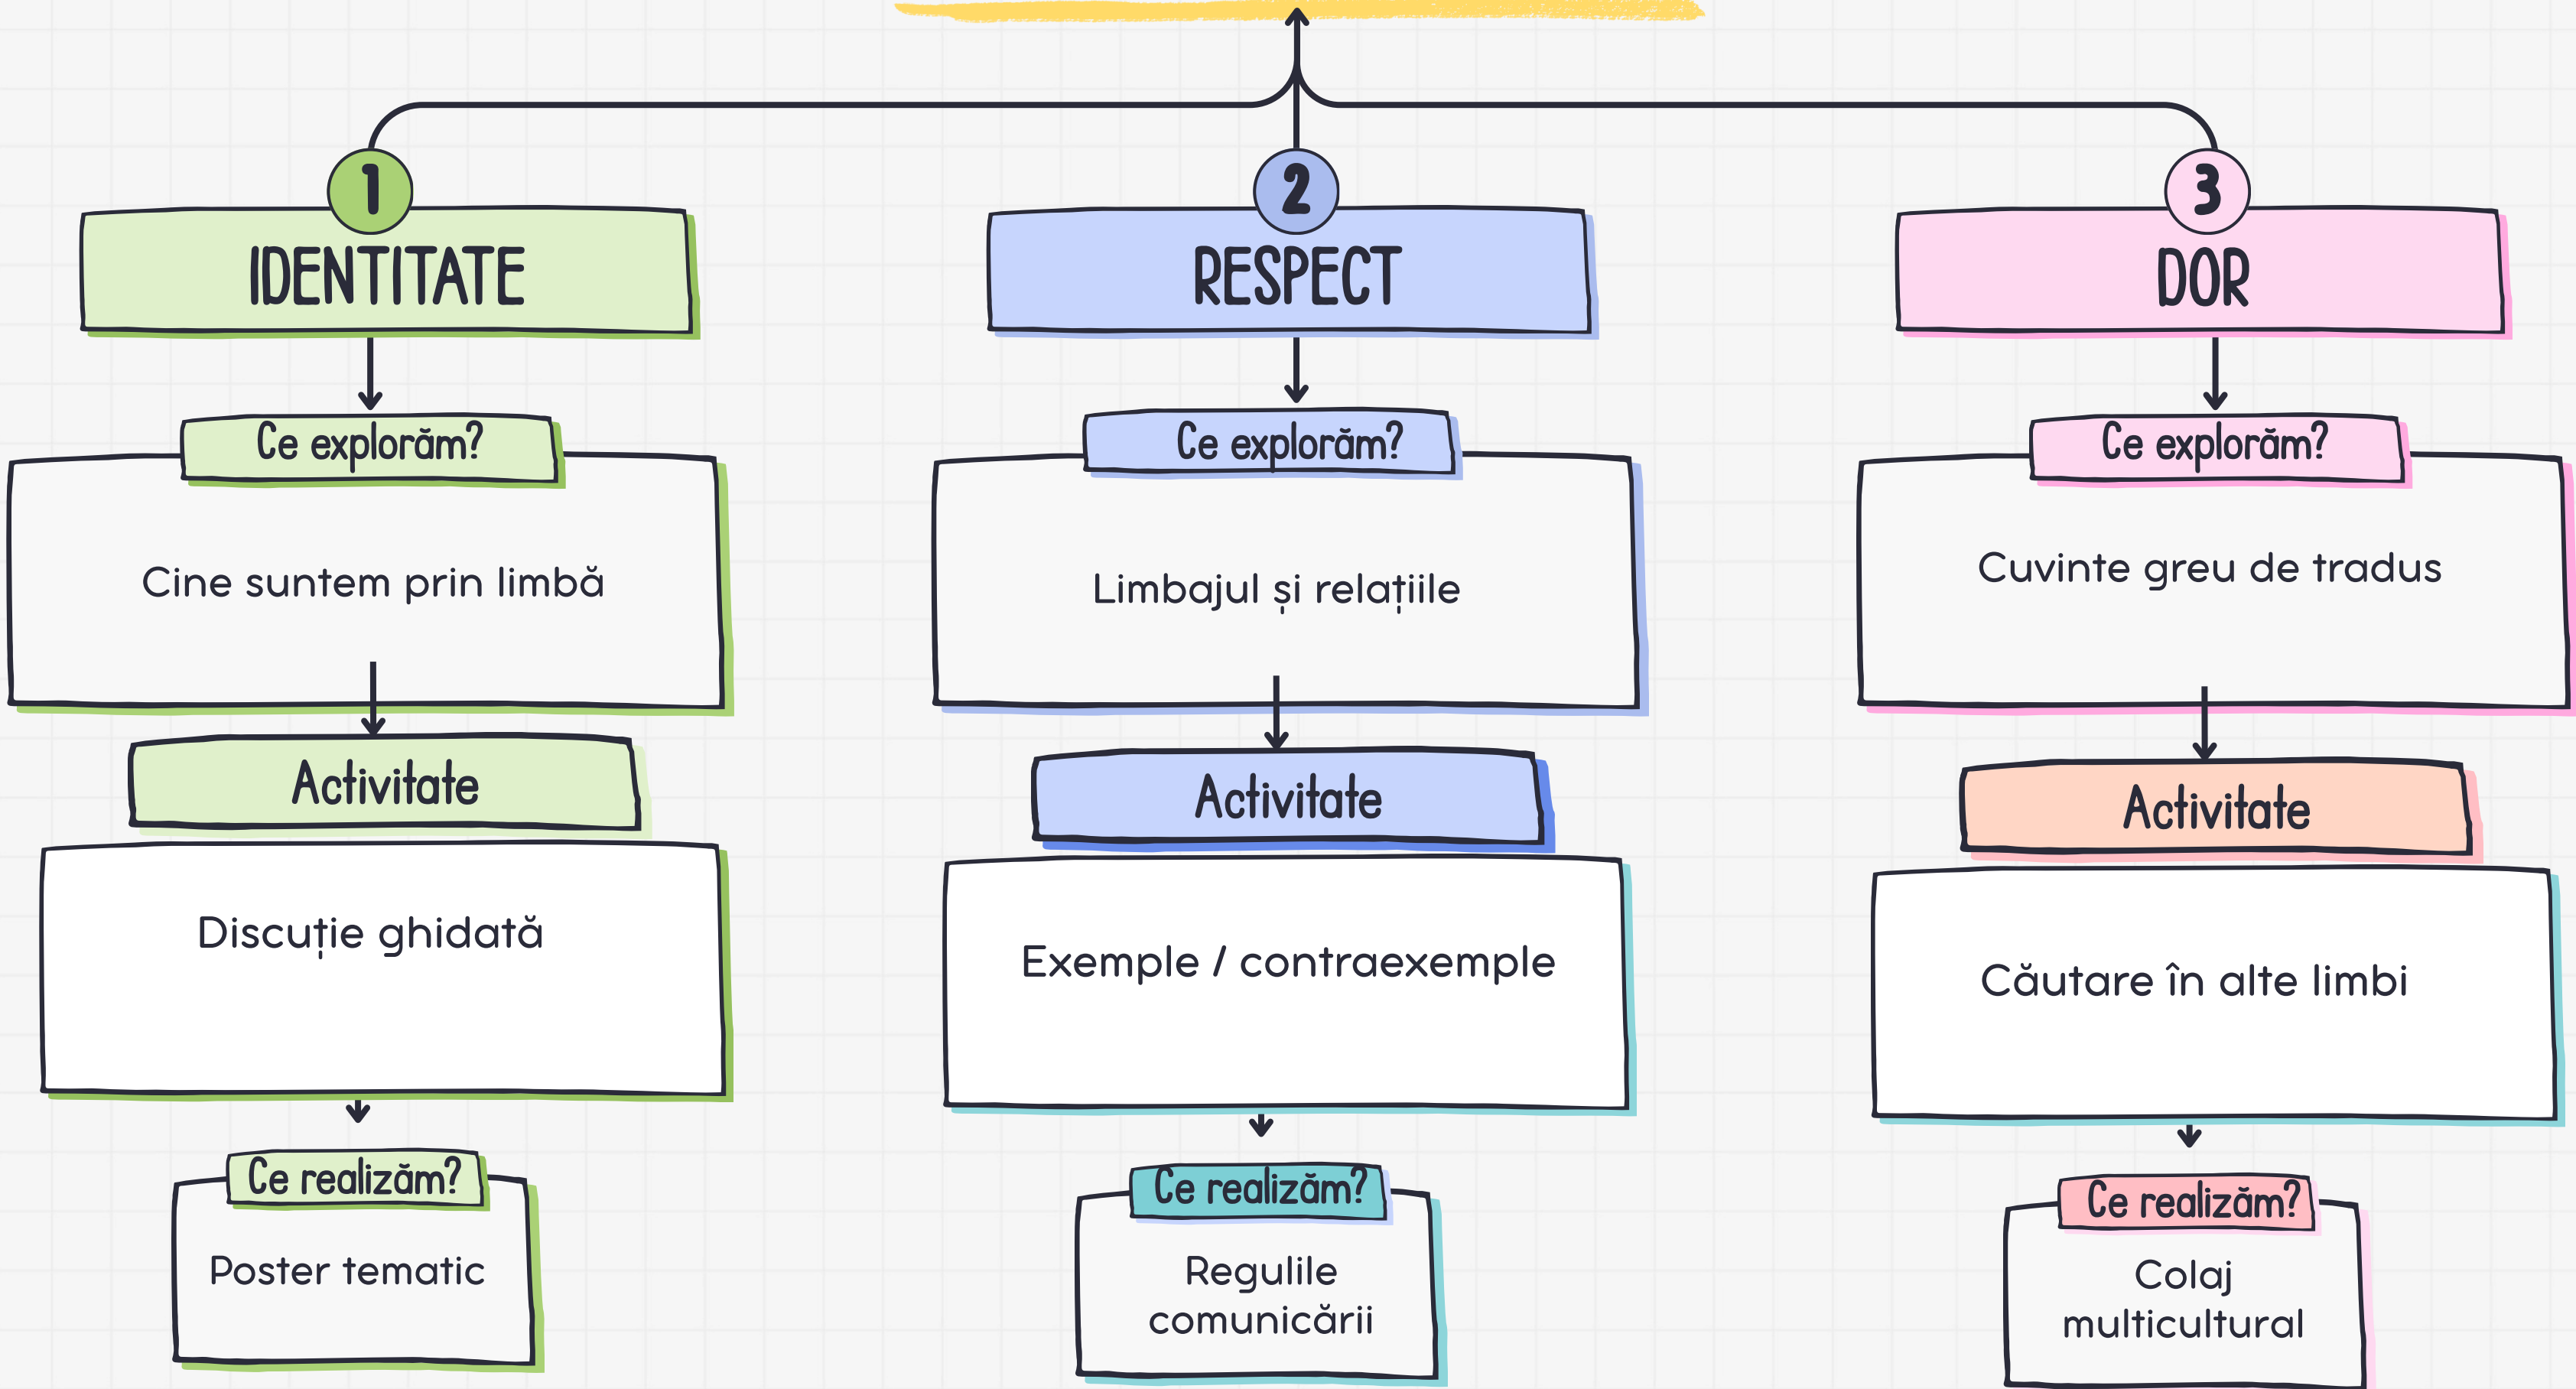 1
IDENTITATE
Ce explorăm?
Cine suntem prin limbă
Activitate
Discuție ghidată
Ce realizăm?
Poster tematic
2
RESPECT
Ce explorăm?
Limbajul și relațiile
Activitate
Exemple / contraexemple
Ce realizăm?
Regulile
comunicării
3
DOR
Ce explorăm?
Cuvinte greu de tradus
Activitate
Căutare în alte limbi
Ce realizăm?
Colaj
multicultural